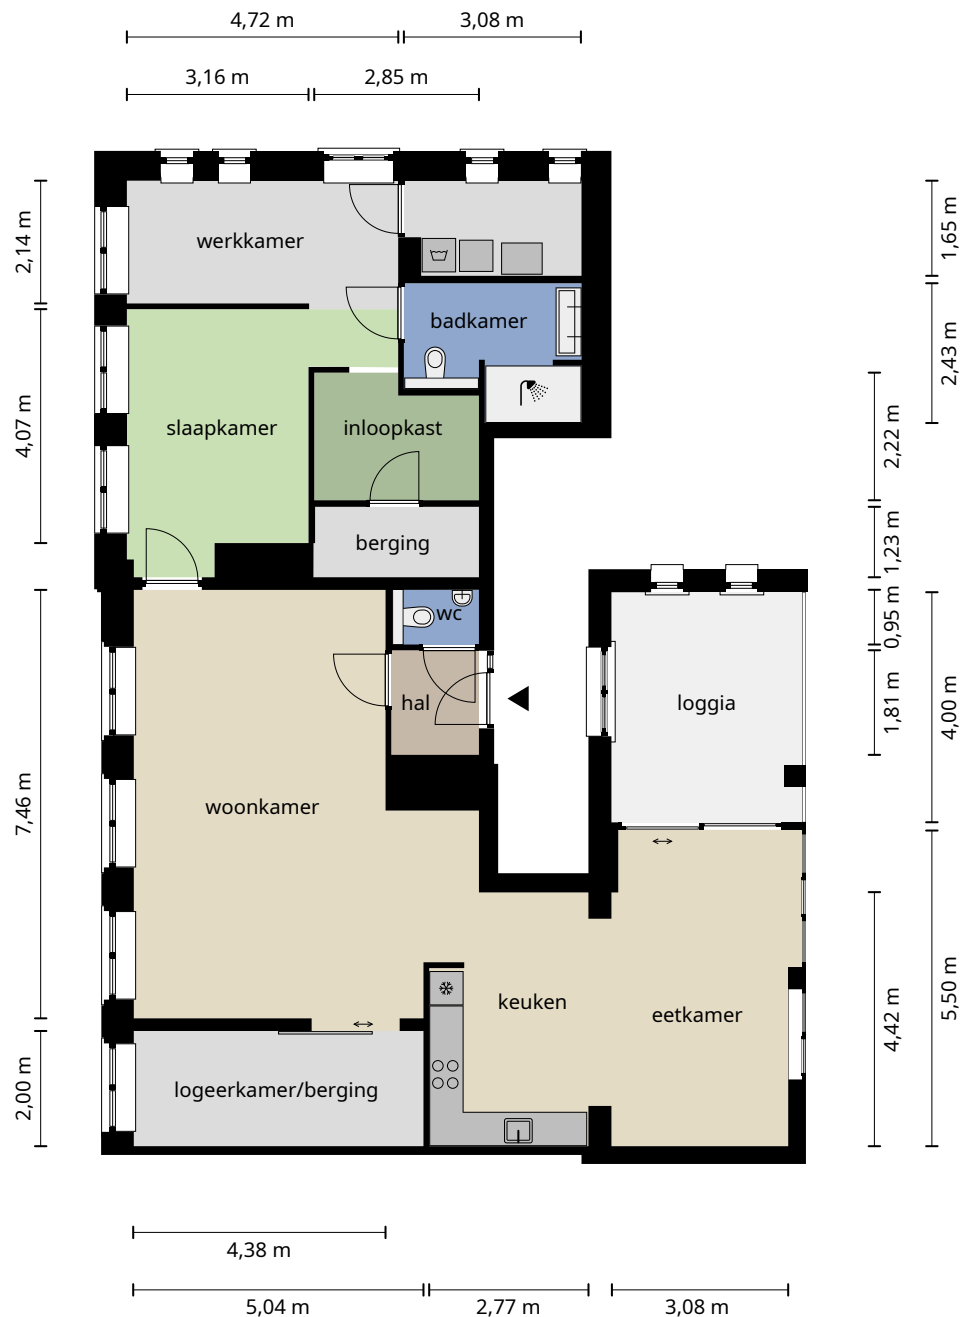 4,72 m
3,08 m
3,16 m
2,85 m
2,14 m
1,65 m
werkkamer
badkamer
2,43 m
4,07 m
slaapkamer
inloopkast
2,22 m
berging
1,23 m
wc
0,95 m
hal
loggia
1,81 m
4,00 m
7,46 m
woonkamer
keuken
eetkamer
4,42 m
5,50 m
2,00 m
logeerkamer/berging
4,38 m
5,04 m
2,77 m
3,08 m